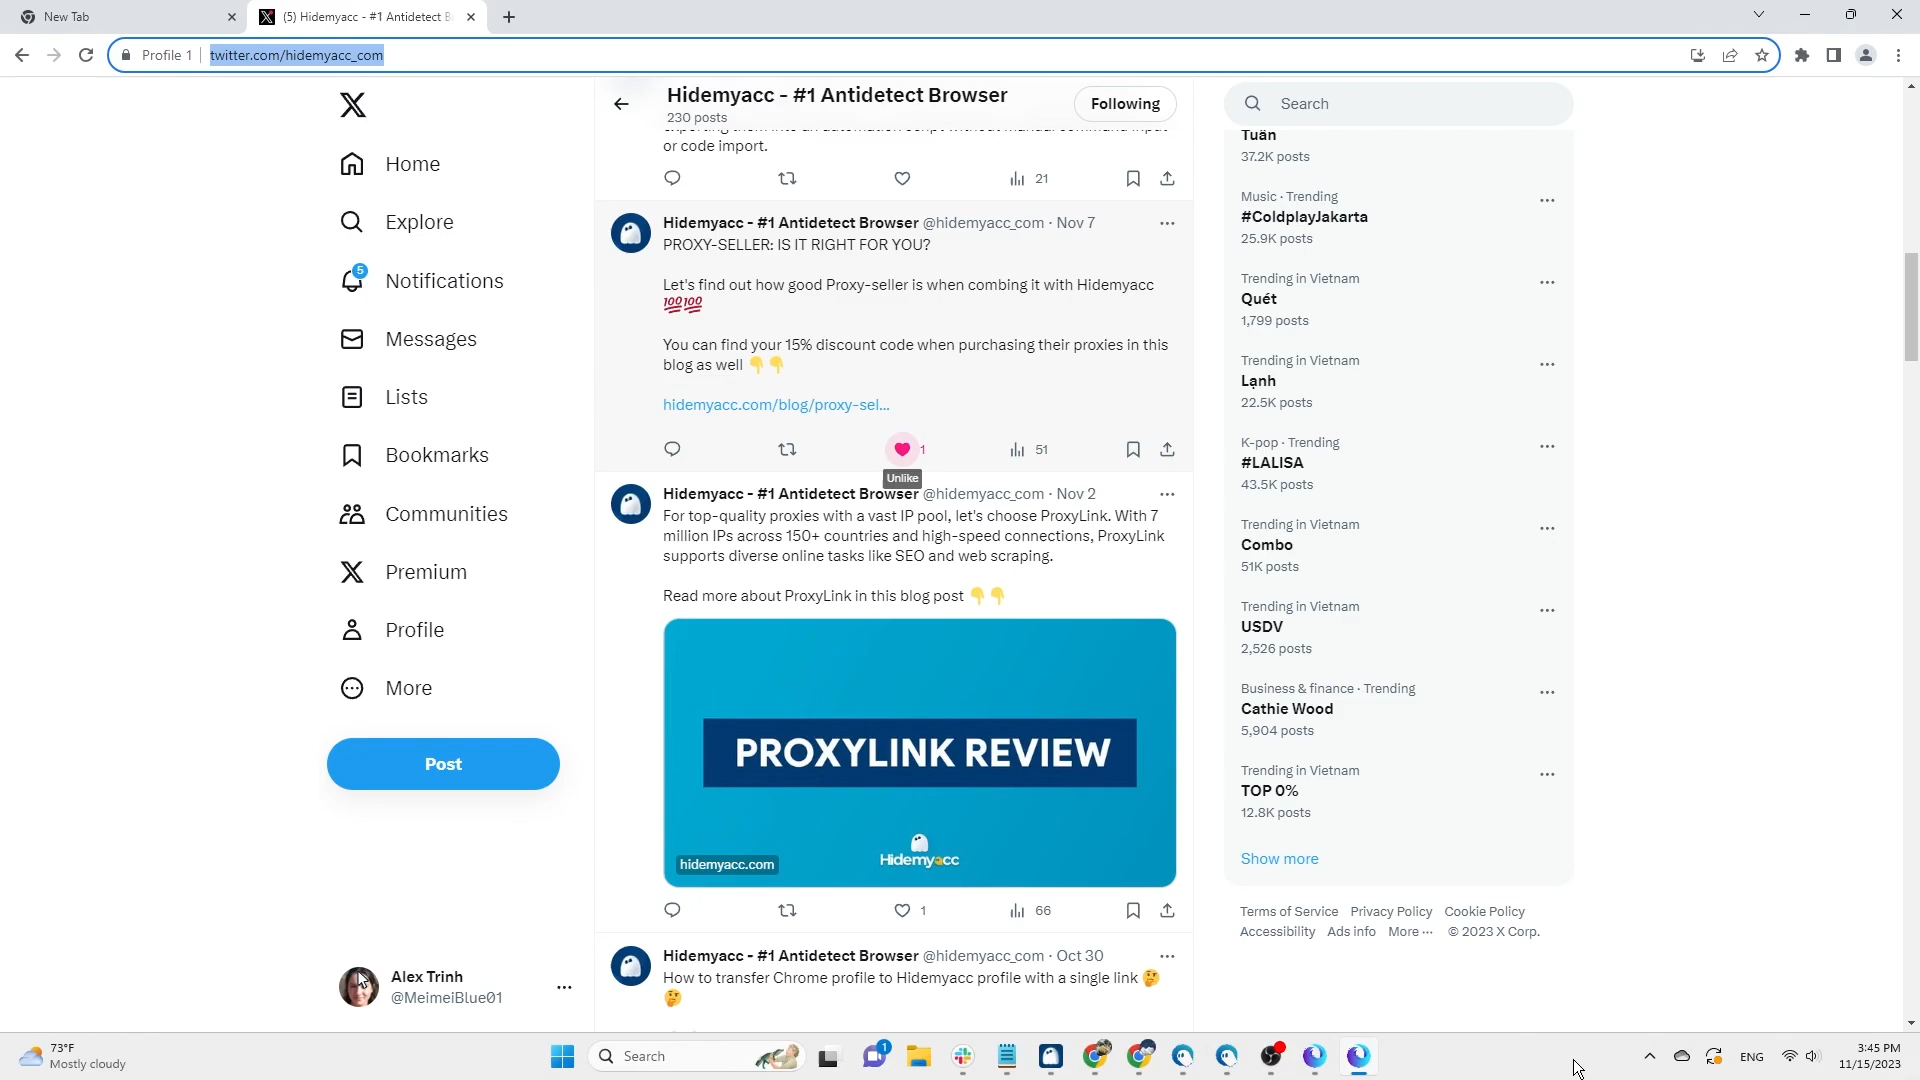 New Tab
(5) Hidemyacc - #1 Antidetect B
Profile 1
twitter.com/hidemyacc_com
Home
Explore
5
Notifications
Messages
Lists
Bookmarks
Communities
Premium
Profile
More
Post
Alex Trinh
@MeimeiBlue01
Hidemyacc - #1 Antidetect Browser
230 posts
Following
exporting them into an automation script without manual command input
or code import.
21
Hidemyacc - #1 Antidetect Browser @hidemyacc_com · Nov 7
PROXY-SELLER: IS IT RIGHT FOR YOU?
Let's find out how good Proxy-seller is when combing it with Hidemyacc
💯💯
You can find your 15% discount code when purchasing their proxies in this
blog as well 👇👇
hidemyacc.com/blog/proxy-sel...
1
51
Unlike
Hidemyacc - #1 Antidetect Browser @hidemyacc_com · Nov 2
For top-quality proxies with a vast IP pool, let's choose ProxyLink. With 7
million IPs across 150+ countries and high-speed connections, ProxyLink
supports diverse online tasks like SEO and web scraping.
Read more about ProxyLink in this blog post 👇👇
PROXYLINK REVIEW
Hidemyacc
hidemyacc.com
1
66
Hidemyacc - #1 Antidetect Browser @hidemyacc_com · Oct 30
How to transfer Chrome profile to Hidemyacc profile with a single link 🤔
🤔
Search
Tuấn
37.2K posts
Music · Trending
#ColdplayJakarta
25.9K posts
Trending in Vietnam
Quét
1,799 posts
Trending in Vietnam
Lạnh
22.5K posts
K-pop · Trending
#LALISA
43.5K posts
Trending in Vietnam
Combo
51K posts
Trending in Vietnam
USDV
2,526 posts
Business & finance · Trending
Cathie Wood
5,904 posts
Trending in Vietnam
TOP 0%
12.8K posts
Show more
Terms of Service Privacy Policy Cookie Policy
Accessibility Ads info More ··· © 2023 X Corp.
73°F
Mostly cloudy
Search
1
ENG
3:45 PM
11/15/2023